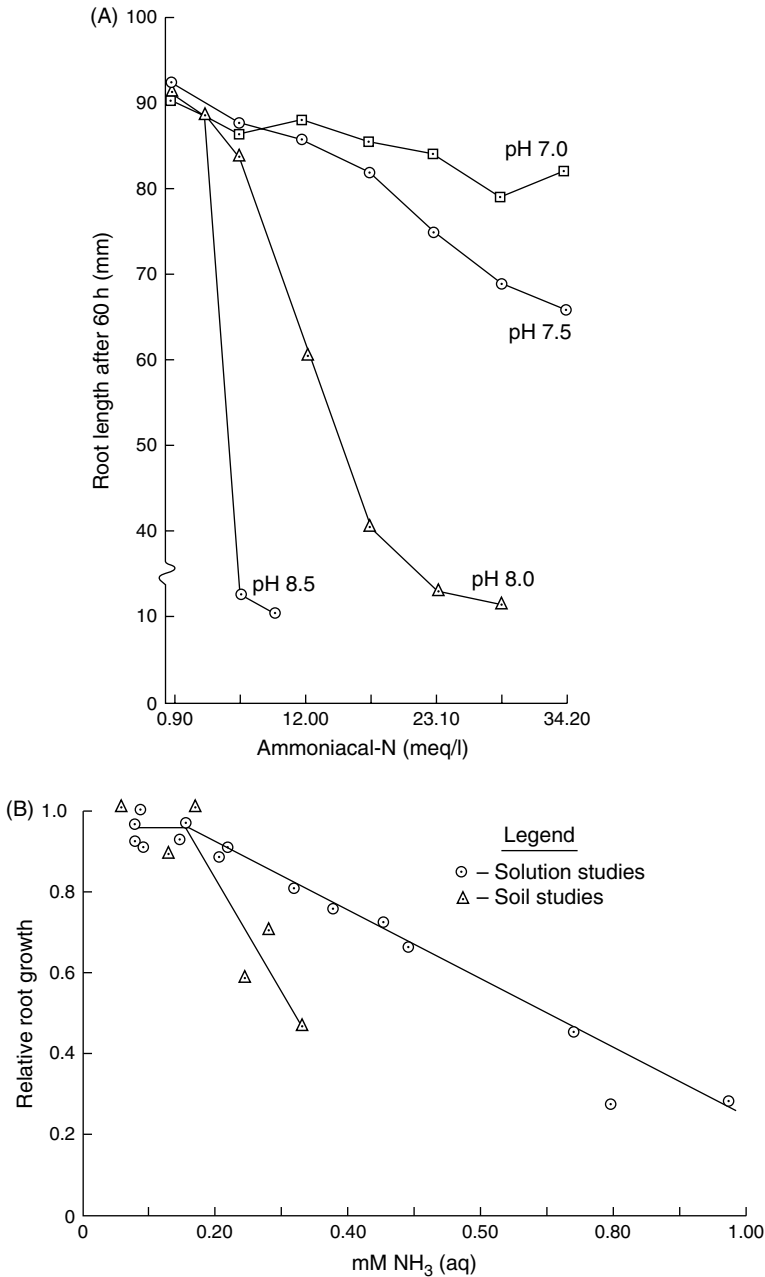 (A)
100
90
80
70
60
50
40
10
0
Root length after 60 h (mm)
pH 7.0
pH 7.5
pH 8.5
pH 8.0
0.90 12.00 23.10 34.20
Ammoniacal-N (meq/l)
(B)
1.0
0.8
0.6
0.4
0.2
0
Relative root growth
Legend
– Solution studies
– Soil studies
0 0.20 0.40 0.50 0.80 1.00
mM NH₃ (aq)